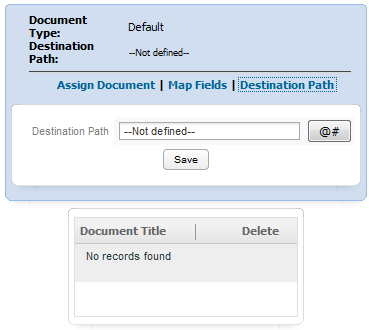 Document Type: Default
Destination Path: --Not defined--
Assign Document | Map Fields | Destination Path
Destination Path --Not defined-- @#
Save
Document Title | Delete
No records found